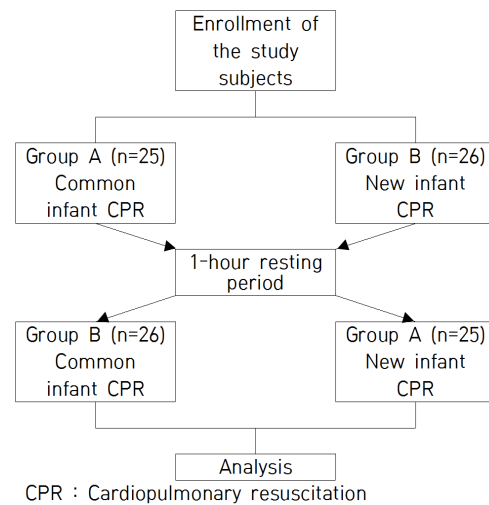 Enrollment of
the study
subjects
Group A (n=25)
Common
infant CPR
Group B (n=26)
New infant
CPR
1-hour resting
period
Group B (n=26)
Common
infant CPR
Group A (n=25)
New infant
CPR
Analysis
CPR : Cardiopulmonary resuscitation